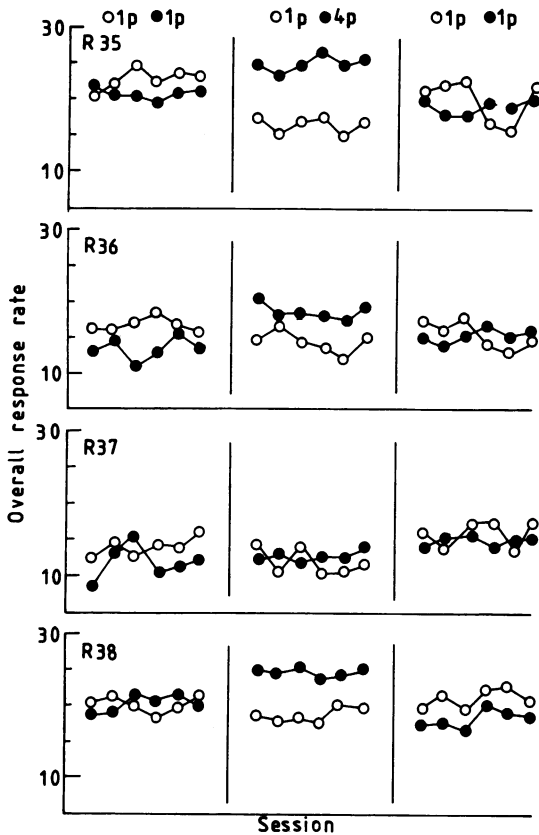 ○1p ●1p ○1p ●4p ○1p ●1p
30
R35
10
30
R36
10
30
R37
10
30
R38
10
Overall response rate
Session